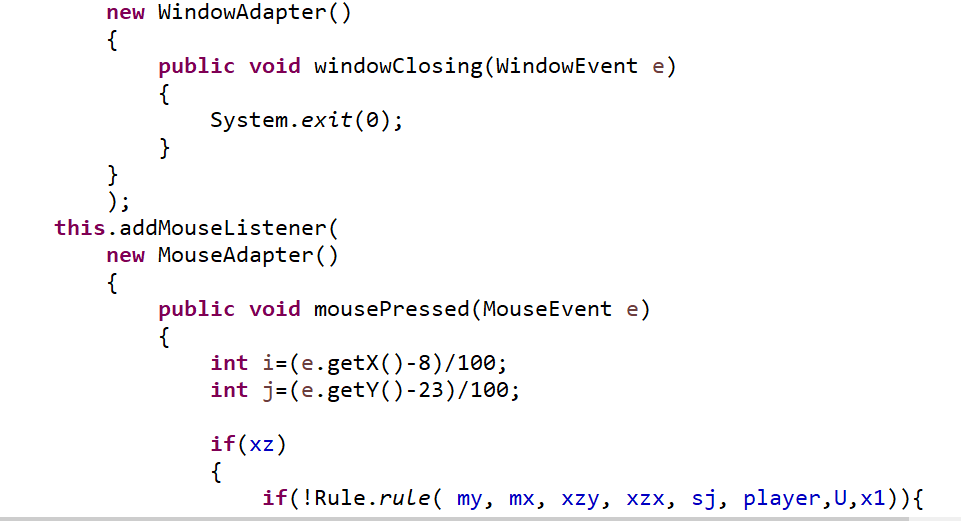 new WindowAdapter()
{
public void windowClosing(WindowEvent e)
{
System.exit(0);
}
}
);
this.addMouseListener(
new MouseAdapter()
{
public void mousePressed(MouseEvent e)
{
int i=(e.getX()-8)/100;
int j=(e.getY()-23)/100;
if(xz)
{
if(!Rule.rule( my, mx, xzy, xzx, sj, player,U,x1)){